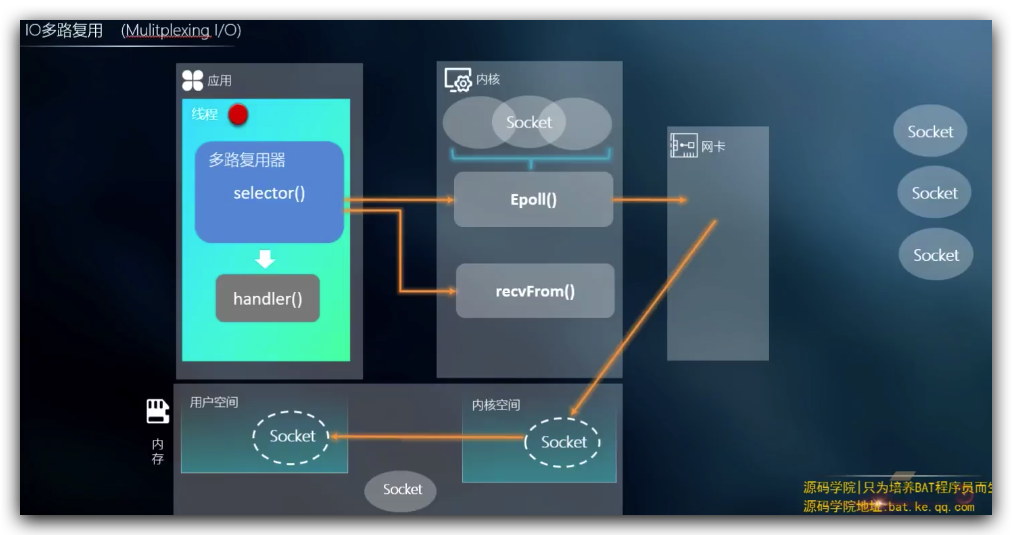 IO多路复用 (Mulitplexing I/O)
应用
线程
多路复用器
selector()
handler()
内核
Socket
Epoll()
recvFrom()
网卡
Socket
Socket
Socket
内存
用户空间
Socket
内核空间
Socket
Socket
源码学院|只为培养BAT程序员而生
源码学院地址:bat.ke.qq.com